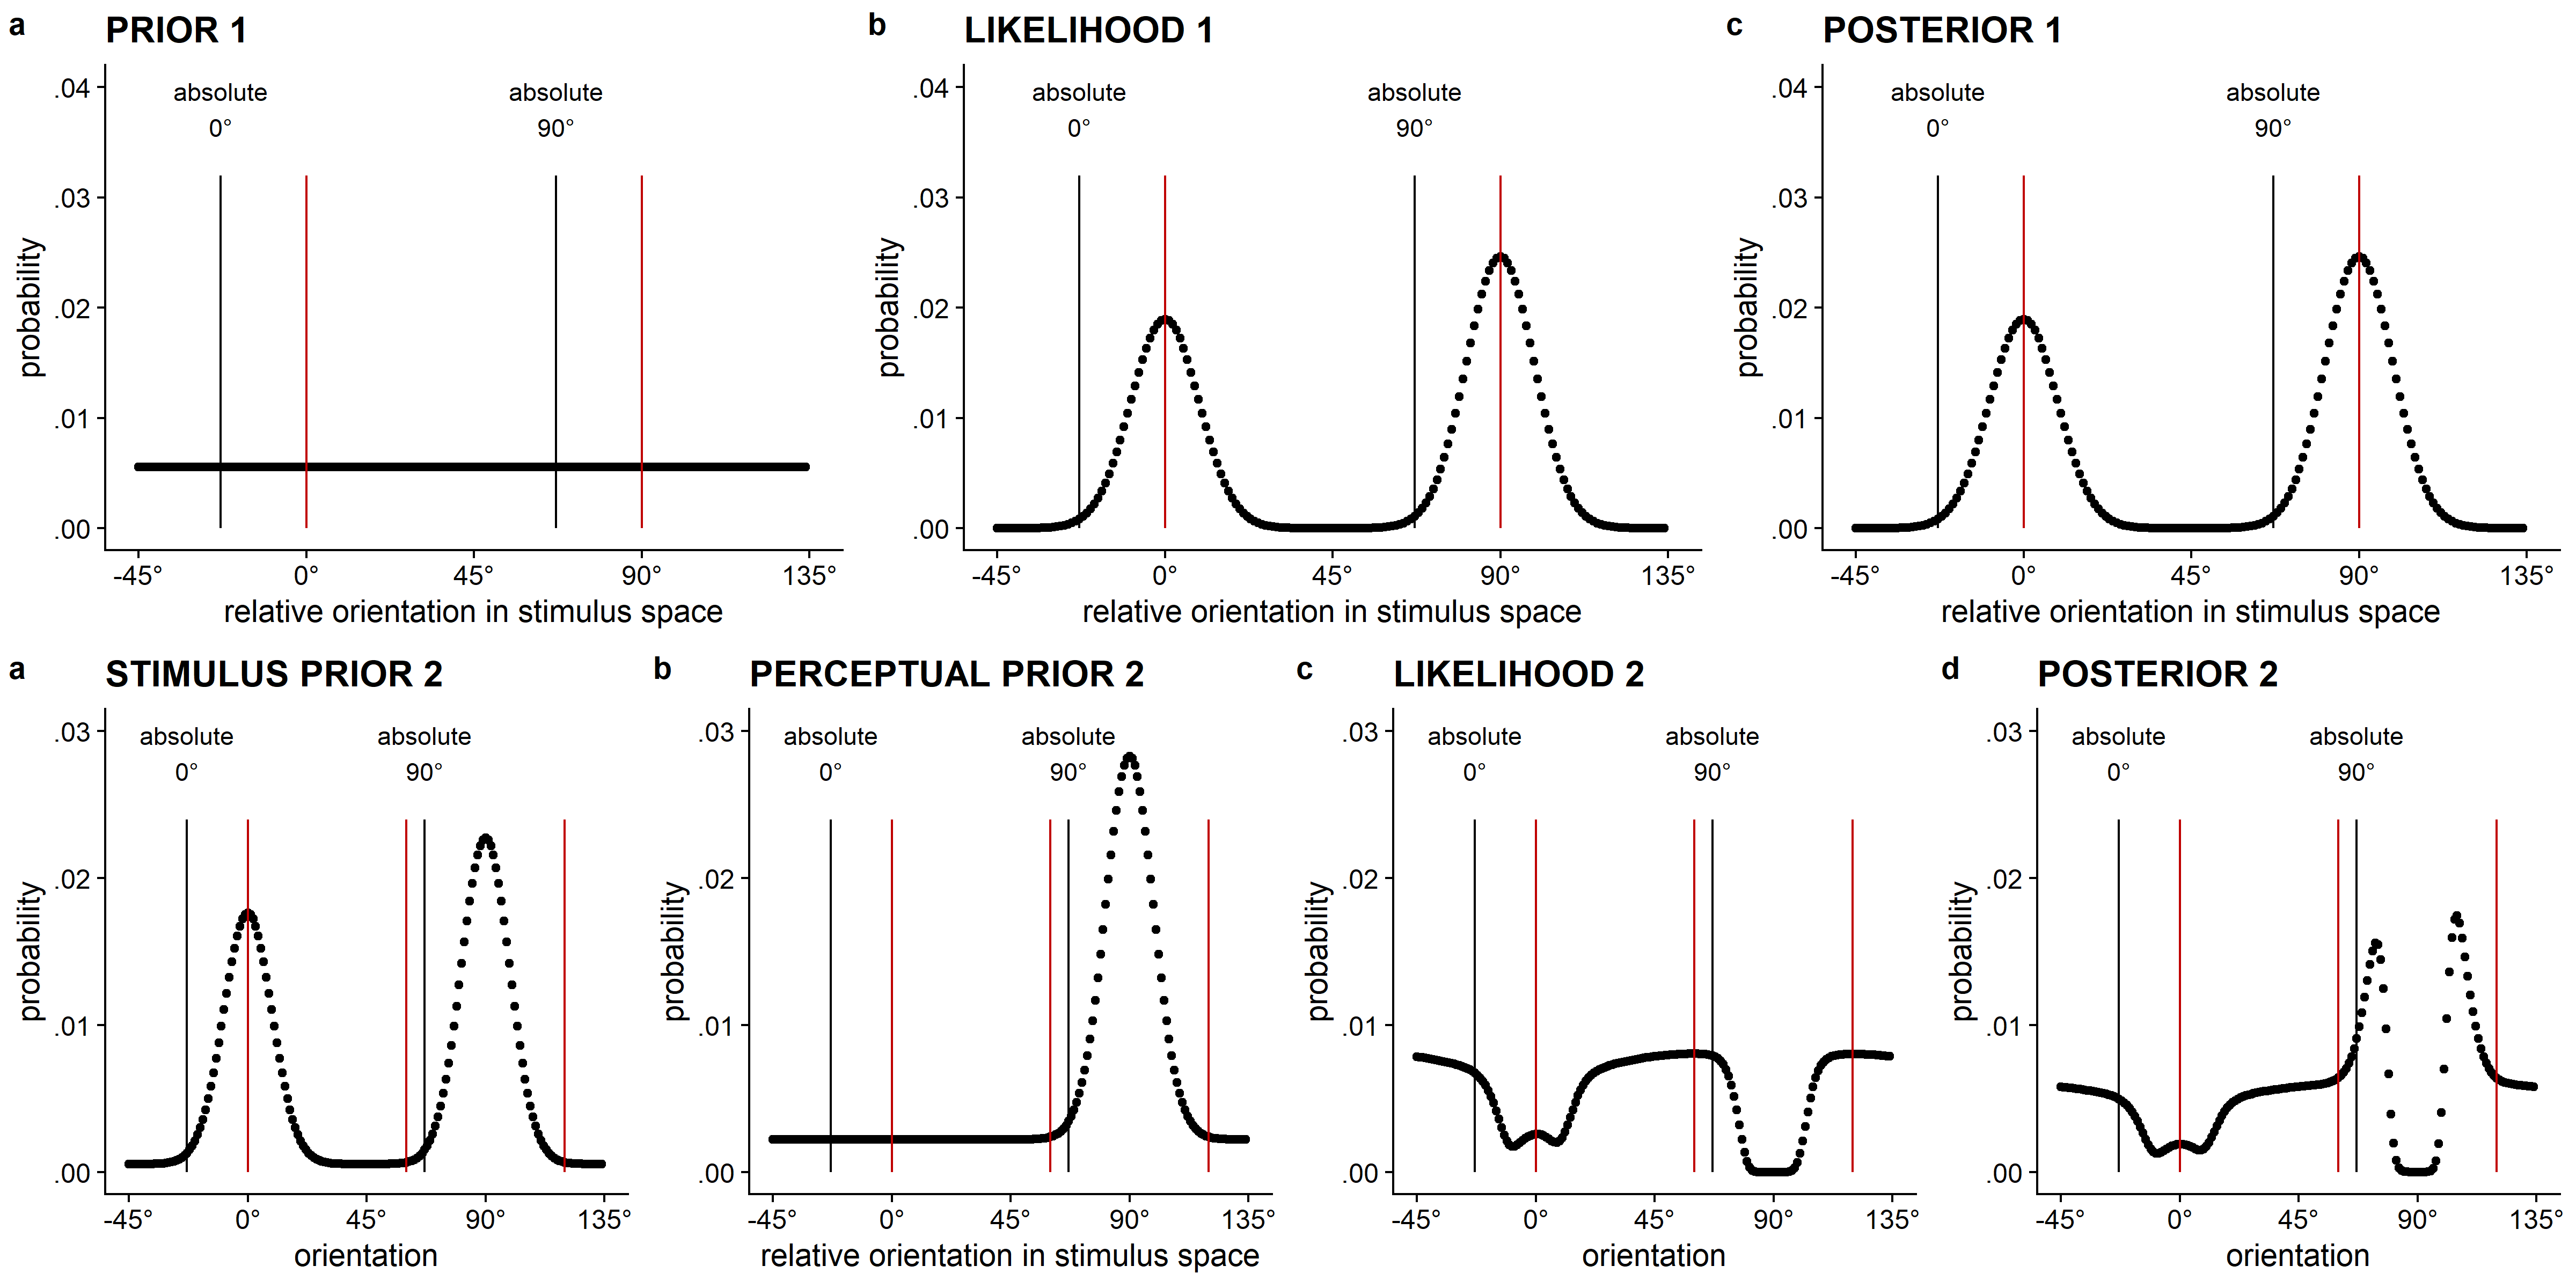 a PRIOR 1
absolute 0°
absolute 90°
.04
.03
.02
.01
.00
probability
-45° 0° 45° 90° 135°
relative orientation in stimulus space
b LIKELIHOOD 1
absolute 0°
absolute 90°
.04
.03
.02
.01
.00
probability
-45° 0° 45° 90° 135°
relative orientation in stimulus space
c POSTERIOR 1
absolute 0°
absolute 90°
.04
.03
.02
.01
.00
probability
-45° 0° 45° 90° 135°
relative orientation in stimulus space
a STIMULUS PRIOR 2
absolute 0°
absolute 90°
.03
.02
.01
.00
probability
-45° 0° 45° 90° 135°
orientation
b PERCEPTUAL PRIOR 2
absolute 0°
absolute 90°
.03
.02
.01
.00
probability
-45° 0° 45° 90° 135°
relative orientation in stimulus space
c LIKELIHOOD 2
absolute 0°
absolute 90°
.03
.02
.01
.00
probability
-45° 0° 45° 90° 135°
orientation
d POSTERIOR 2
absolute 0°
absolute 90°
.03
.02
.01
.00
probability
-45° 0° 45° 90° 135°
orientation